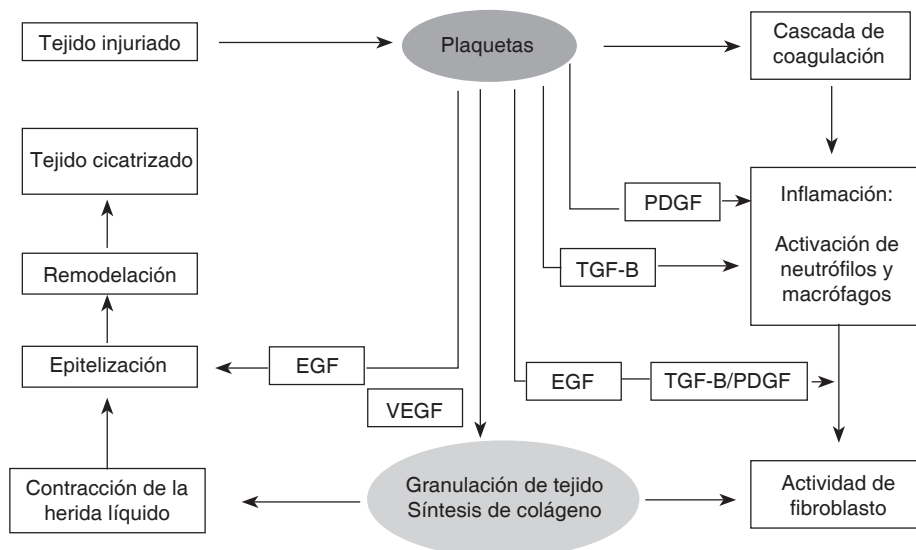 Tejido injuriado
Plaquetas
Cascada de
coagulación
Tejido cicatrizado
PDGF
Inflamación:
Activación de
neutrófilos y
macrófagos
TGF-B
Remodelación
Epitelización
EGF
VEGF
EGF
TGF-B/PDGF
Contracción de la
herida líquido
Granulación de tejido
Síntesis de colágeno
Actividad de
fibroblasto